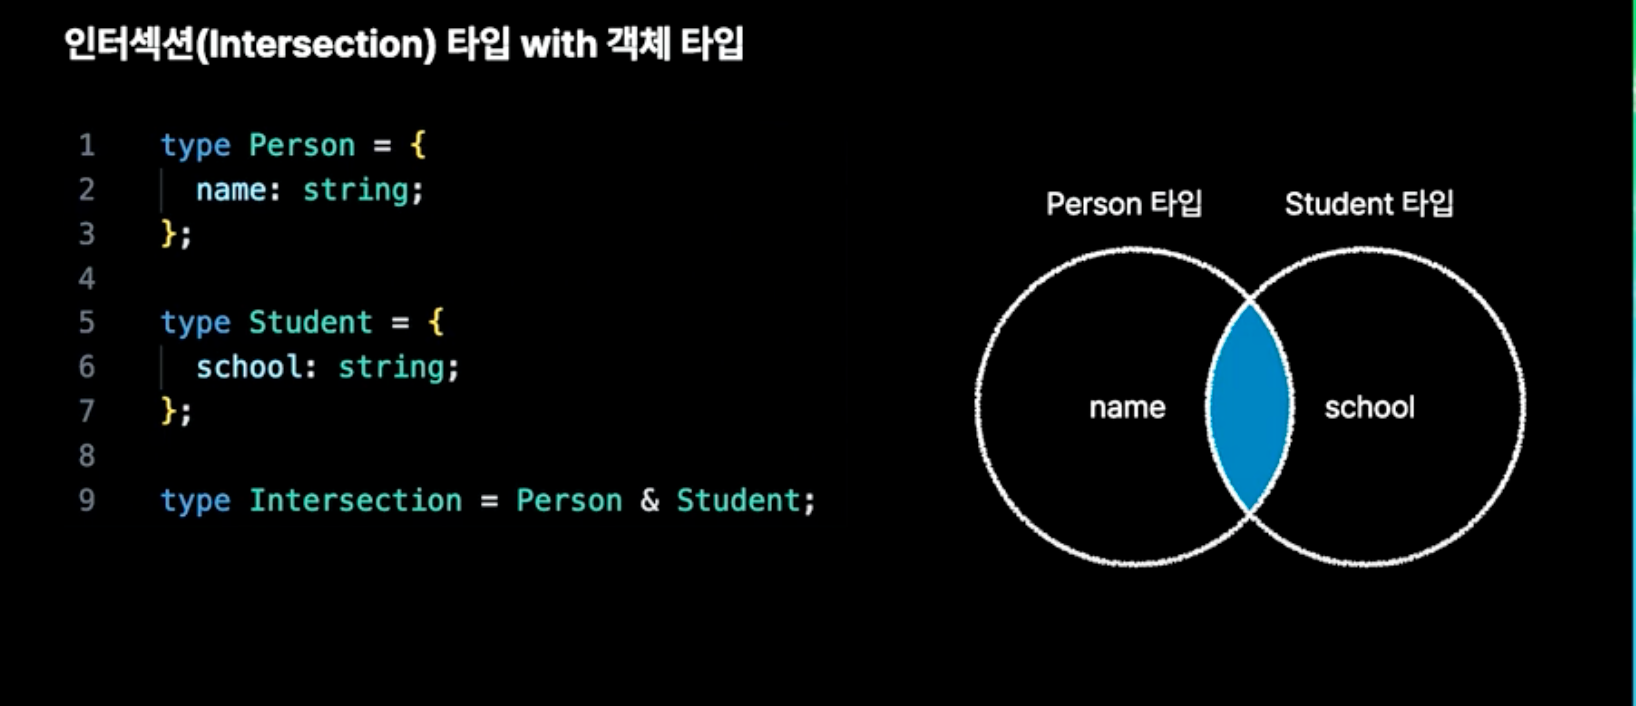 인터섹션(Intersection) 타입 with 객체 타입
1 type Person = {
2 name: string;
3 };
4
5 type Student = {
6 school: string;
7 };
8
9 type Intersection = Person & Student;
Person 타입 Student 타입
name school